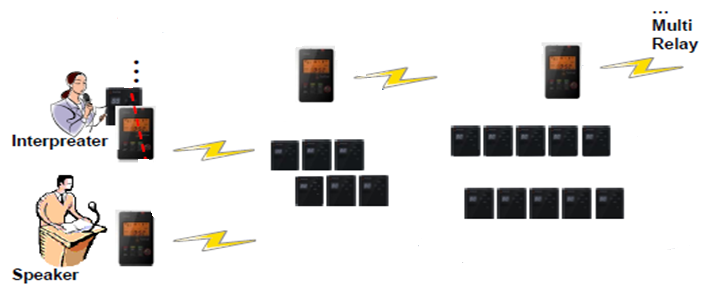 ...
Multi
Relay
Interpreater
Speaker